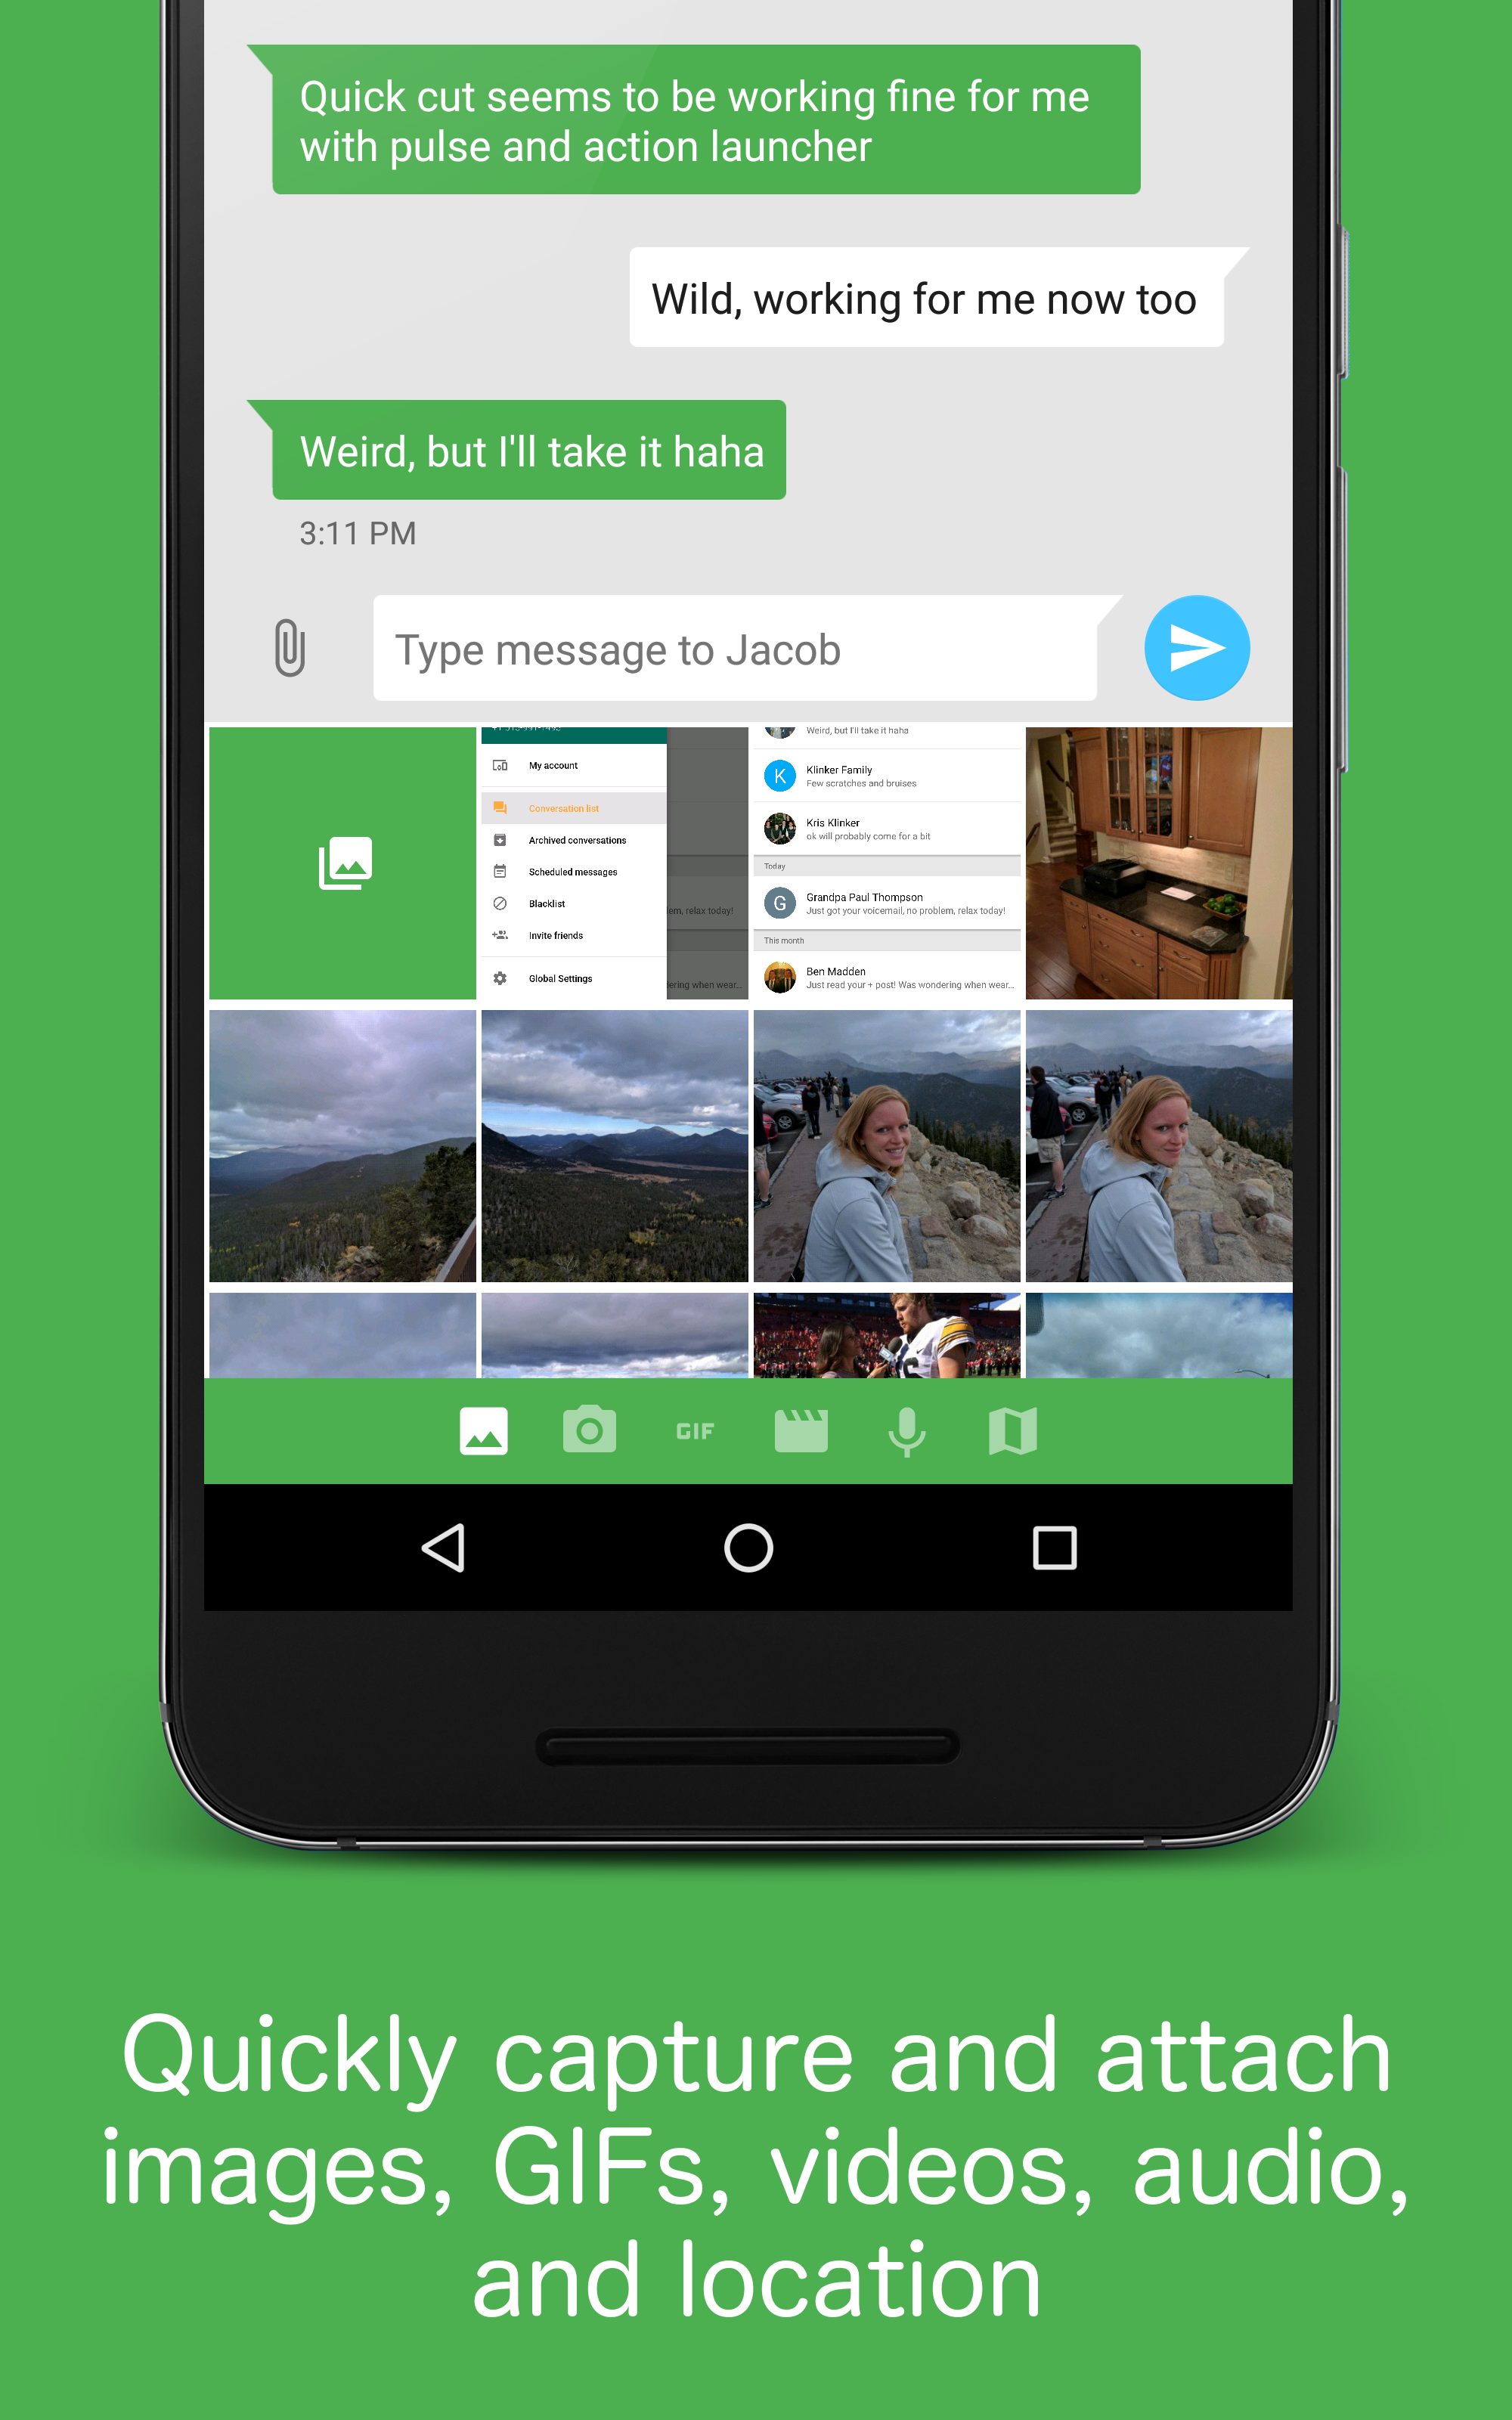 Quick cut seems to be working fine for me
with pulse and action launcher
Wild, working for me now too
Weird, but I'll take it haha
3:11 PM
Type message to Jacob
My account
Conversation list
Archived conversations
Scheduled messages
Blacklist
Invite friends
Global Settings
em, relax today!
ering when wear...
Weird, but I'll take it haha
K
Klinker Family
Few scratches and bruises
Kris Klinker
ok will probably come for a bit
Today
G
Grandpa Paul Thompson
Just got your voicemail, no problem, relax today!
This month
Ben Madden
Just read your + post! Was wondering when wear...
GIF
Quickly capture and attach
images, GIFs, videos, audio,
and location